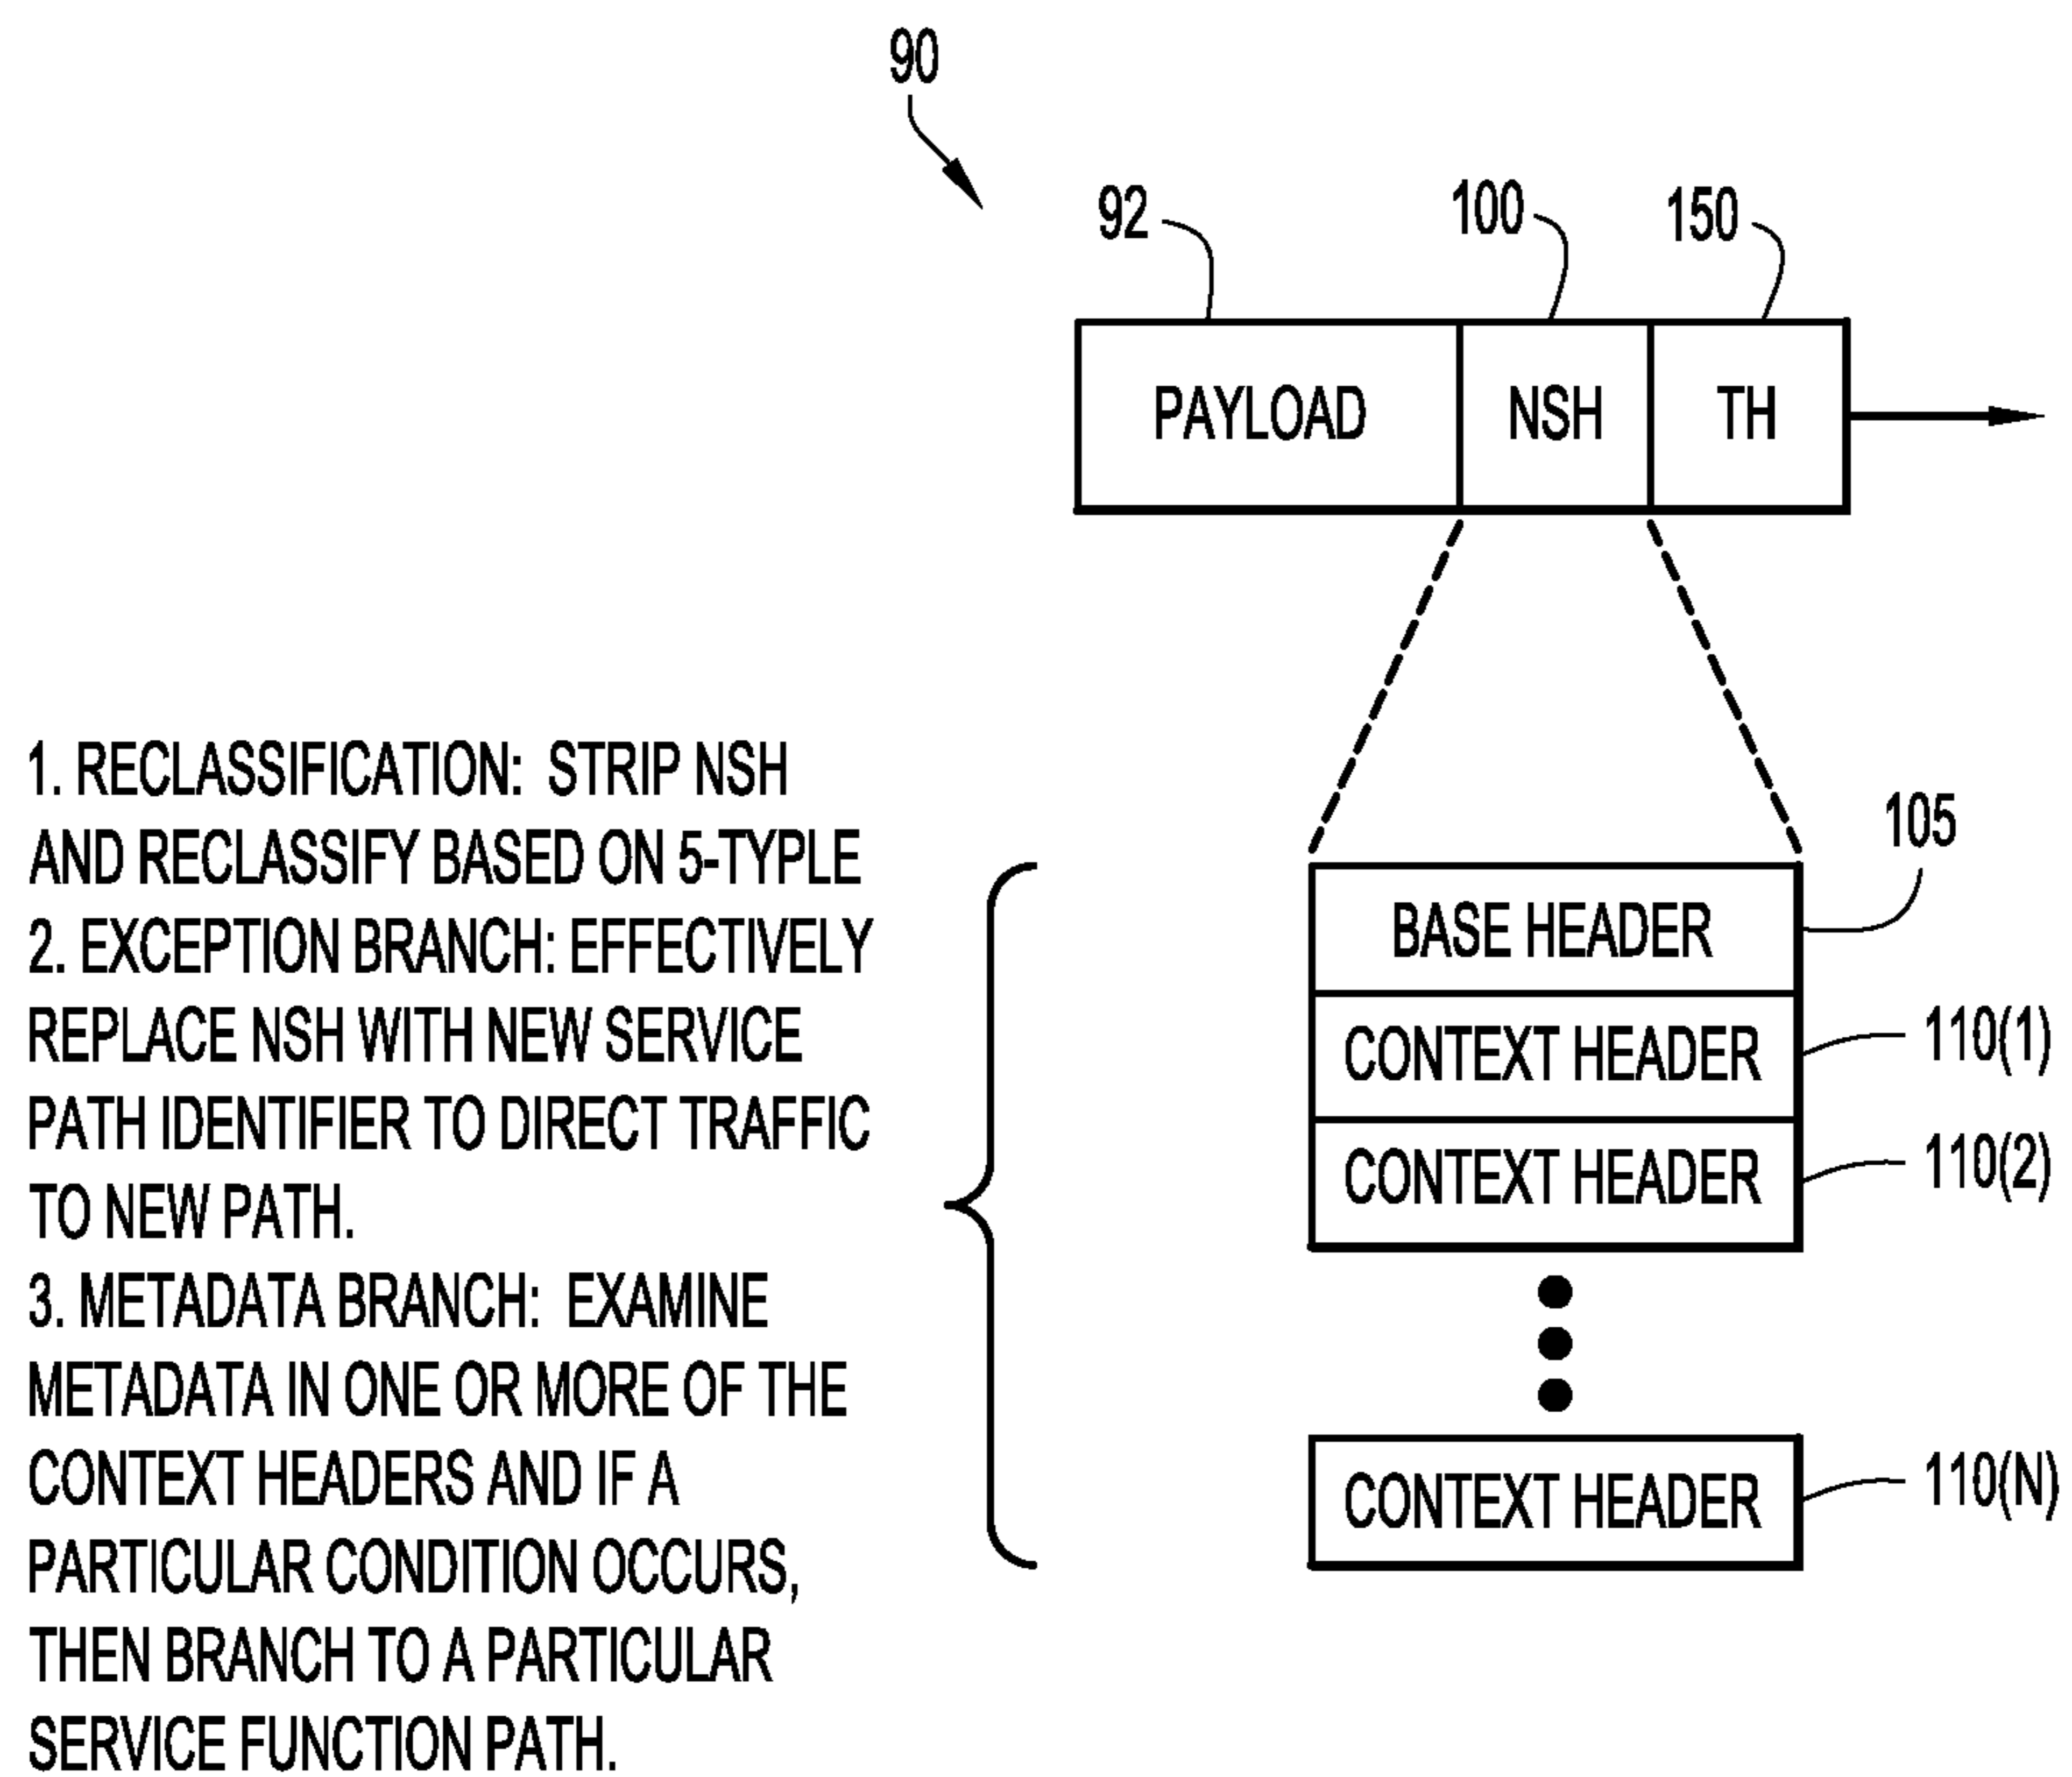 90
92
100
150
PAYLOAD
NSH
TH
1. RECLASSIFICATION: STRIP NSH
AND RECLASSIFY BASED ON 5-TYPLE
2. EXCEPTION BRANCH: EFFECTIVELY
REPLACE NSH WITH NEW SERVICE
PATH IDENTIFIER TO DIRECT TRAFFIC
TO NEW PATH.
3. METADATA BRANCH: EXAMINE
METADATA IN ONE OR MORE OF THE
CONTEXT HEADERS AND IF A
PARTICULAR CONDITION OCCURS,
THEN BRANCH TO A PARTICULAR
SERVICE FUNCTION PATH.
105
BASE HEADER
CONTEXT HEADER
110(1)
CONTEXT HEADER
110(2)
CONTEXT HEADER
110(N)